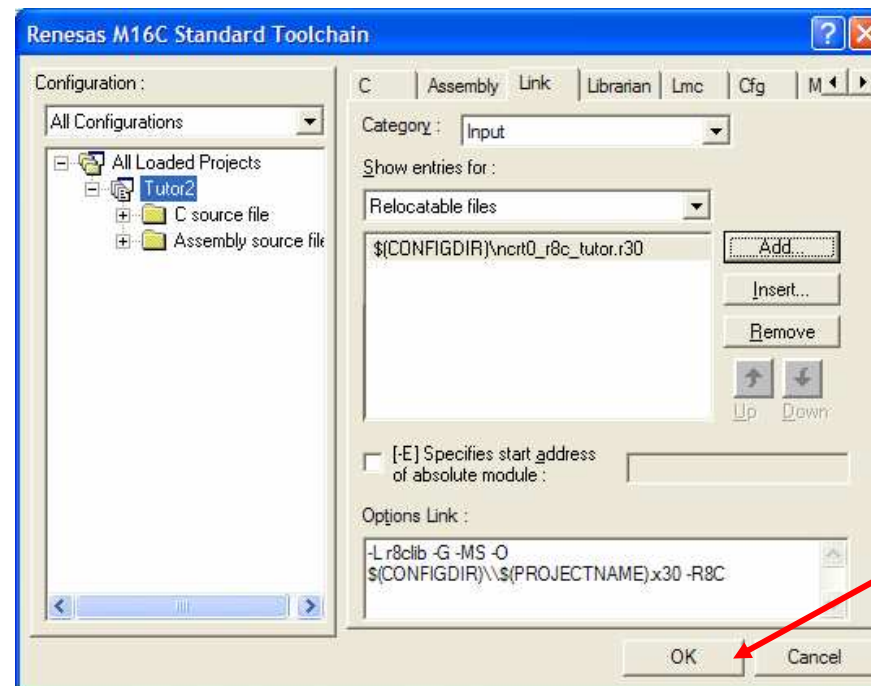 Renesas M16C Standard Toolchain
Configuration :
All Configurations
All Loaded Projects
Tutor2
C source file
Assembly source file
C Assembly Link Librarian Lmc Cfg M
Category : Input
Show entries for :
Relocatable files
$(CONFIGDIR)\ncrt0_r8c_tutor.r30
Add...
Insert...
Remove
Up Down
[-E] Specifies start address
of absolute module :
Options Link :
-L r8clib -G -MS -O
$(CONFIGDIR)\\$(PROJECTNAME).x30 -R8C
OK Cancel